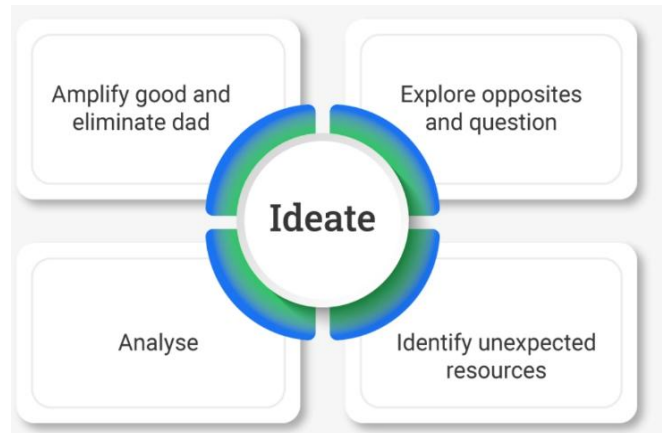 Amplify good and
eliminate dad
Explore opposites
and question
Ideate
Analyse
Identify unexpected
resources